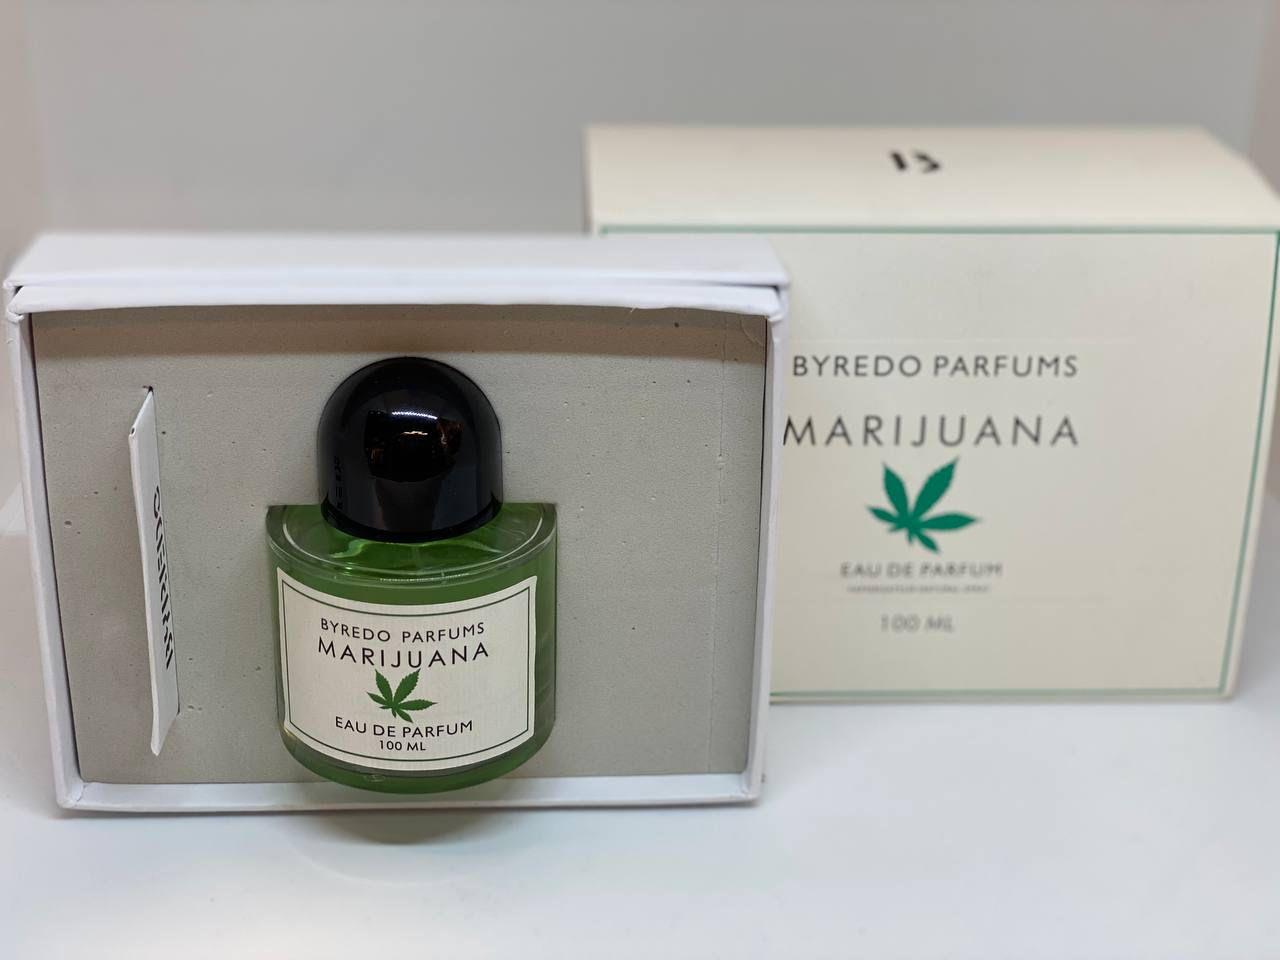 BYREDO PARFUMS
MARIJUANA
EAU DE PARFUM
100 ML
B
BYREDO PARFUMS
MARIJUANA
EAU DE PARFUM
100 ML